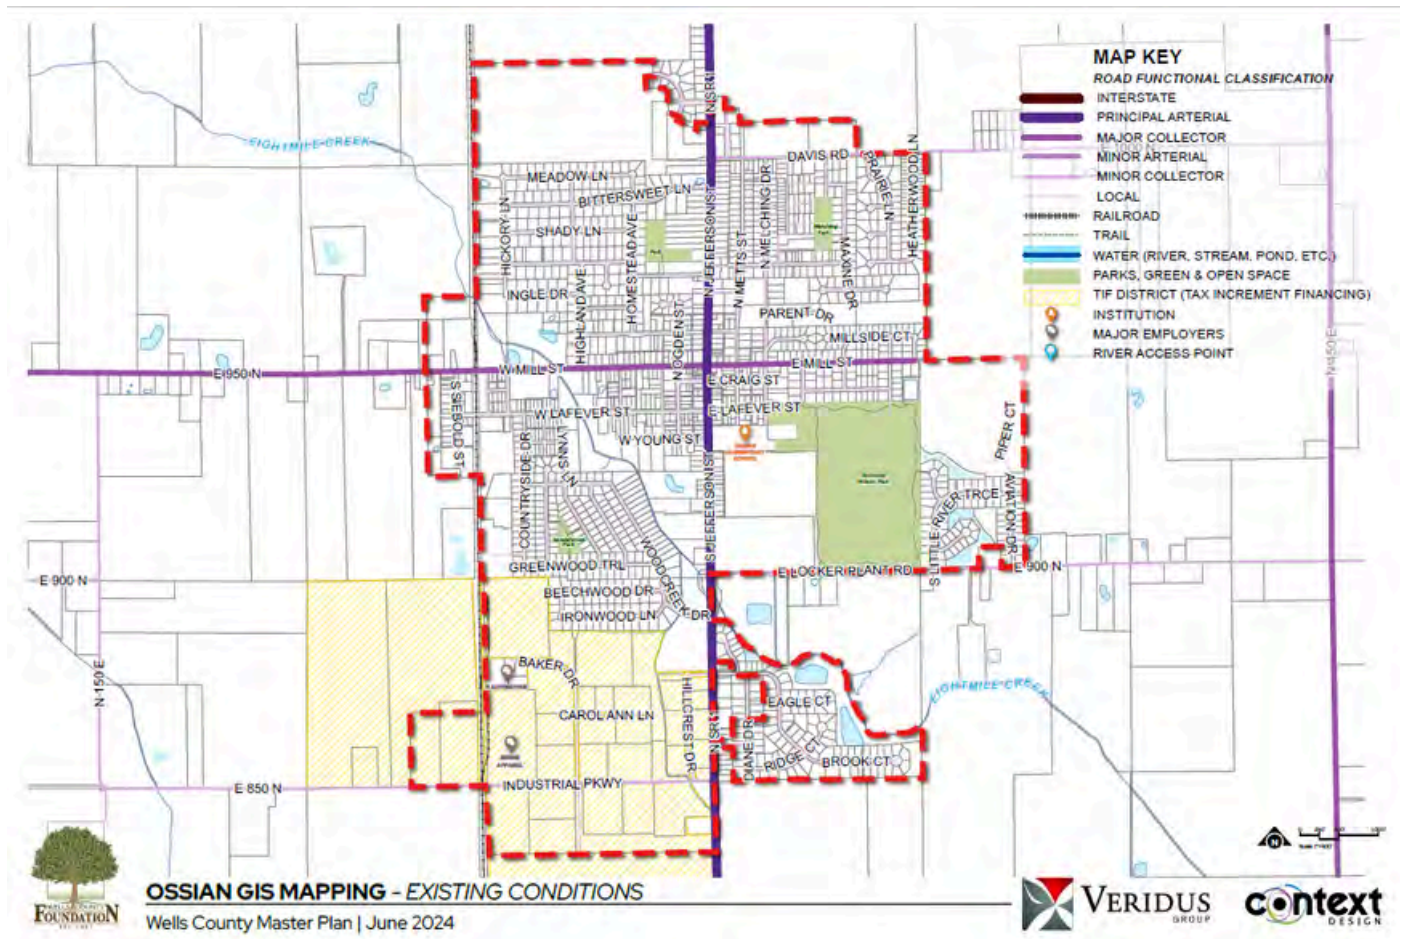 MAP KEY
ROAD FUNCTIONAL CLASSIFICATION
INTERSTATE
PRINCIPAL ARTERIAL
MAJOR COLLECTOR
MINOR ARTERIAL
MINOR COLLECTOR
LOCAL
RAILROAD
TRAIL
WATER (RIVER, STREAM, POND, ETC.)
PARKS, GREEN & OPEN SPACE
TIF DISTRICT (TAX INCREMENT FINANCING)
INSTITUTION
MAJOR EMPLOYERS
RIVER ACCESS POINT
N SR 1
E 1000 N
EIGHTMILE CREEK
DAVIS RD
PRAIRIE LN
HEATHERWOOD LN
MEADOW LN
BITTERSWEET LN
HICKORY LN
SHADY LN
HOMESTEAD AVE
N JEFFERSON ST
N METTS ST
N MELCHING DR
MAXINE DR
INGLE DR
HIGHLAND AVE
N OGDEN ST
PARENT DR
MILLSIDE CT
E 950 N
W MILL ST
E MILL ST
N 450 E
E CRAIG ST
S SEBOLD ST
W LAFEVER ST
E LAFEVER ST
W YOUNG ST
PIPER CT
COUNTRYSIDE DR
LYNNS LN
S JEFFERSON ST
S LITTLE RIVER TRCE
AVIATION DR
WOODCREEK DR
GREENWOOD TRL
E LOCKER PLANT RD
E 900 N
E 900 N
BEECHWOOD DR
IRONWOOD LN
N 150 E
BAKER DR
HILLCREST DR
EAGLE CT
EIGHTMILE CREEK
CAROL ANN LN
N SR 1
DIANE DR
RIDGE CT
BROOK CT
APPAREL
INDUSTRIAL PKWY
E 850 N
N
FOUNDATION
OSSIAN GIS MAPPING - EXISTING CONDITIONS
Wells County Master Plan | June 2024
VERIDUS
GROUP
context
DESIGN